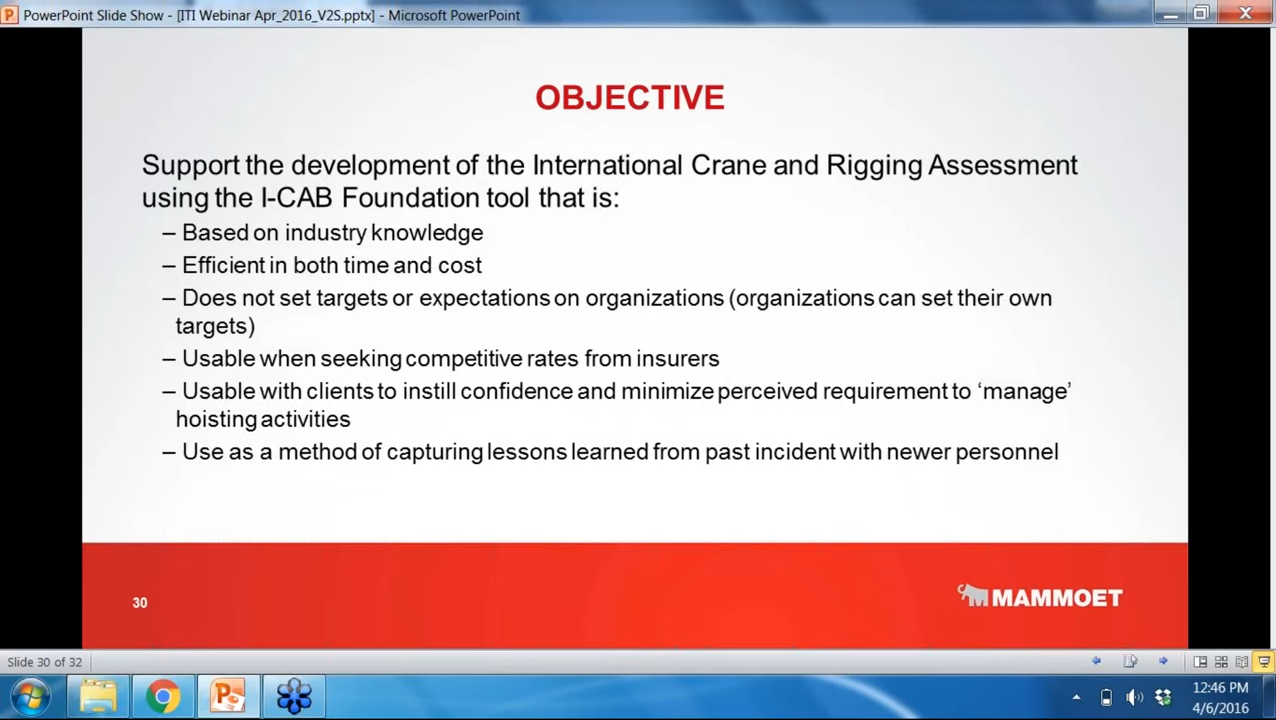 PowerPoint Slide Show - [ITI Webinar Apr_2016_V2S.pptx] - Microsoft PowerPoint
OBJECTIVE
Support the development of the International Crane and Rigging Assessment
using the I-CAB Foundation tool that is:
– Based on industry knowledge
– Efficient in both time and cost
– Does not set targets or expectations on organizations (organizations can set their own
targets)
– Usable when seeking competitive rates from insurers
– Usable with clients to instill confidence and minimize perceived requirement to ‘manage’
hoisting activities
– Use as a method of capturing lessons learned from past incident with newer personnel
30
MAMMOET
Slide 30 of 32
12:46 PM
4/6/2016